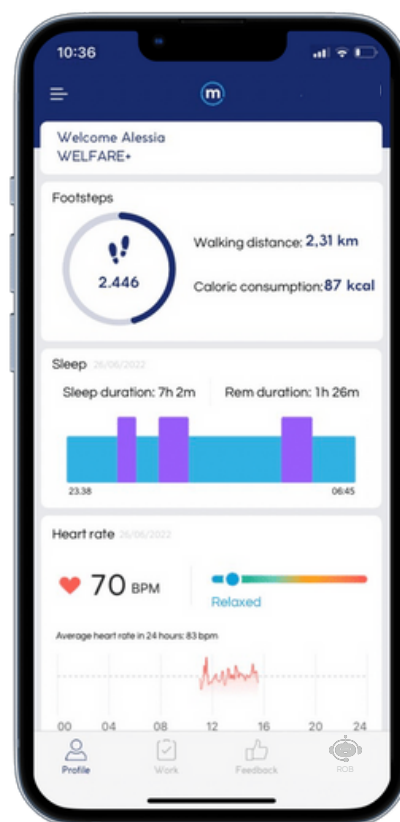 10:36
m
Welcome Alessia
WELFARE+
Footsteps
2.446
Walking distance: 2,31 km
Caloric consumption:87 kcal
Sleep 26/06/2022
Sleep duration: 7h 2m
Rem duration: 1h 26m
23.38
06:45
Heart rate 26/06/2022
70 BPM
Relaxed
Average heart rate in 24 hours: 83 bpm
00 04 08 12 16 20 24
Profile
Work
Feedback
ROB